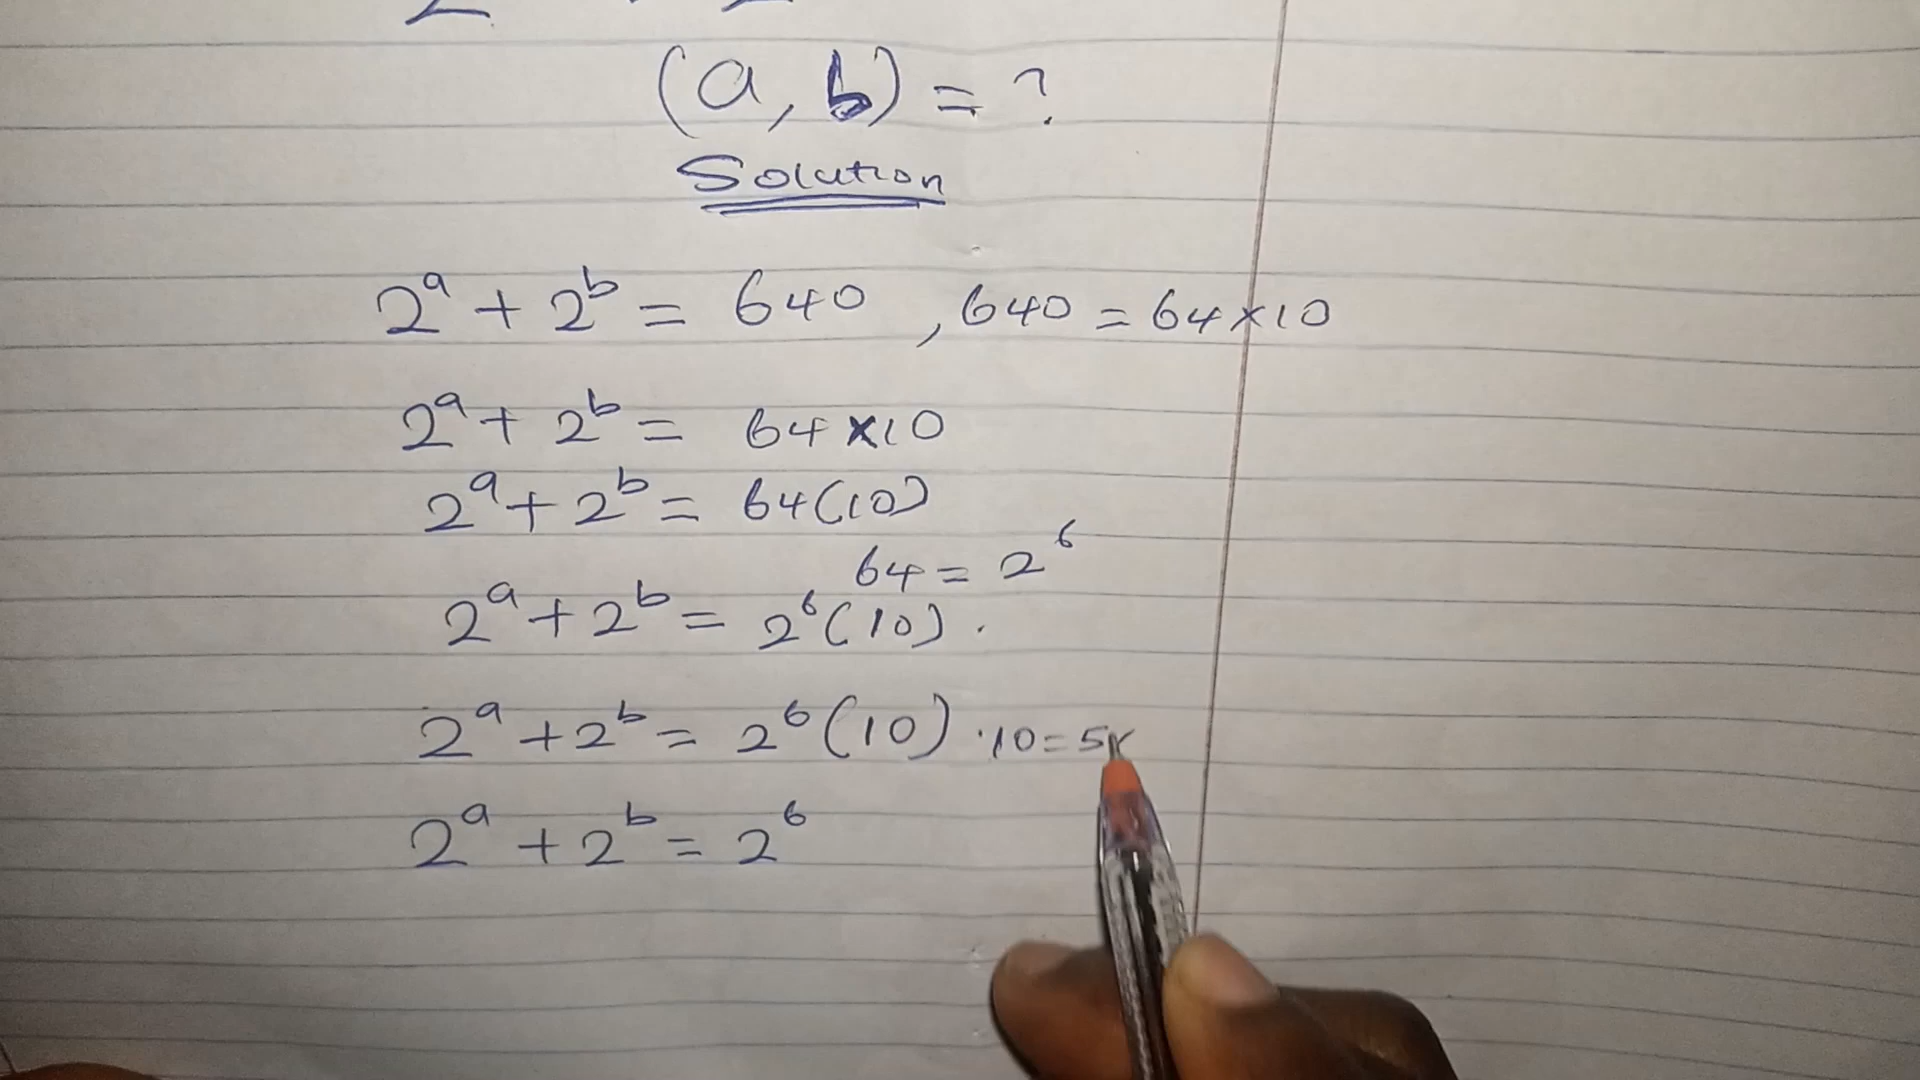 (a, b) = ?
Solution
2^a + 2^b = 640 , 640 = 64 × 10
2^a + 2^b = 64 × 10
2^a + 2^b = 64(10)
64 = 2^6
2^a + 2^b = 2^6(10).
2^a + 2^b = 2^6(10) · 10 = 5×
2^a + 2^b = 2^6